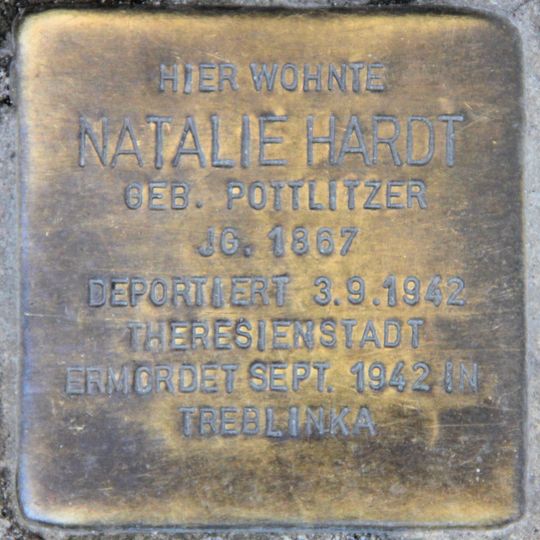 HIER WOHNTE
NATALIE HARDT
GEB. POTTLITZER
JG. 1867
DEPORTIERT 3.9.1942
THERESIENSTADT
ERMORDET SEPT. 1942 IN
TREBLINKA